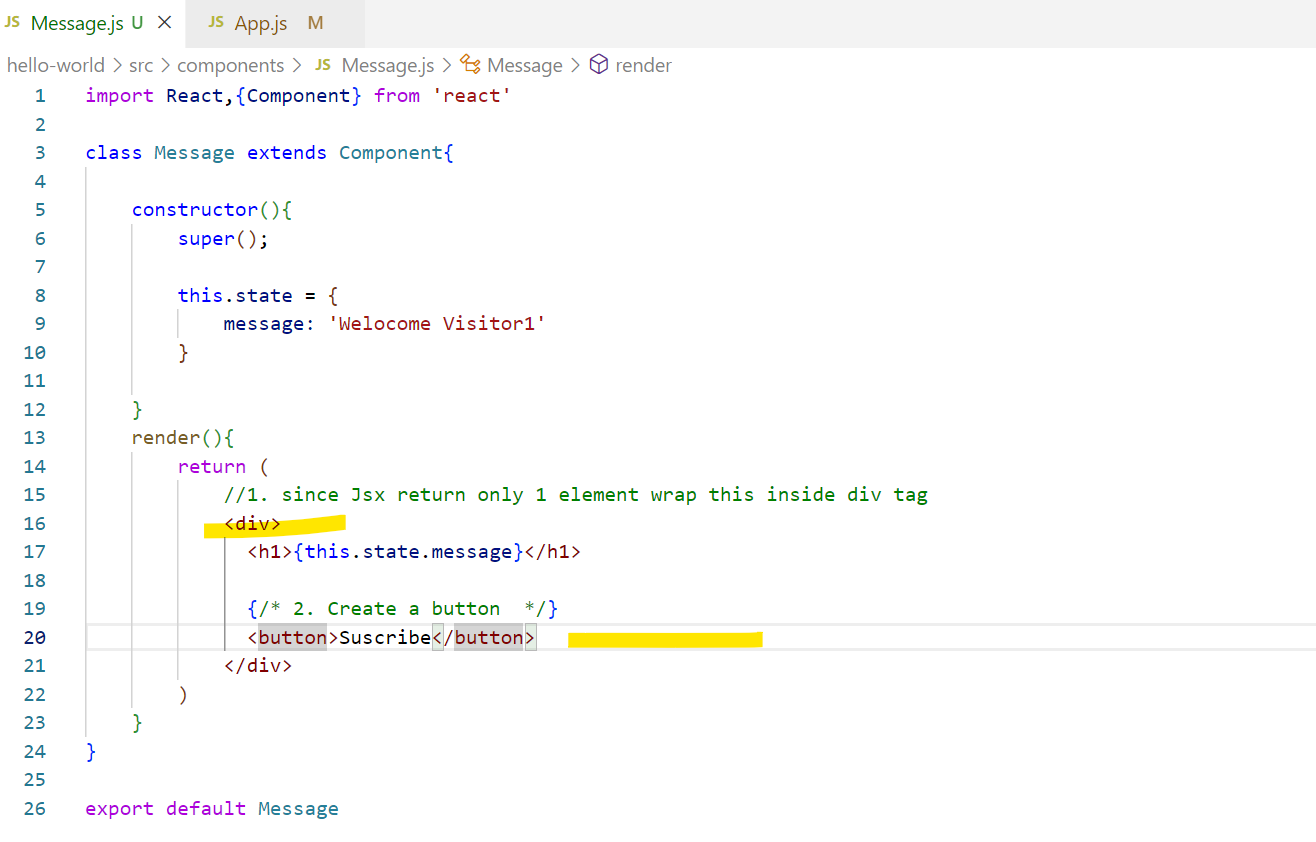 JS Message.js U × JS App.js M
hello-world > src > components > JS Message.js > Message > render
1 import React,{Component} from 'react'
2
3 class Message extends Component{
4
5 constructor(){
6 super();
7
8 this.state = {
9 message: 'Welocome Visitor1'
10 }
11
12 }
13 render(){
14 return (
15 //1. since Jsx return only 1 element wrap this inside div tag
16 <div>
17 <h1>{this.state.message}</h1>
18
19 {/* 2. Create a button  */}
20 <button>Suscribe</button>
21 </div>
22 )
23 }
24 }
25
26 export default Message